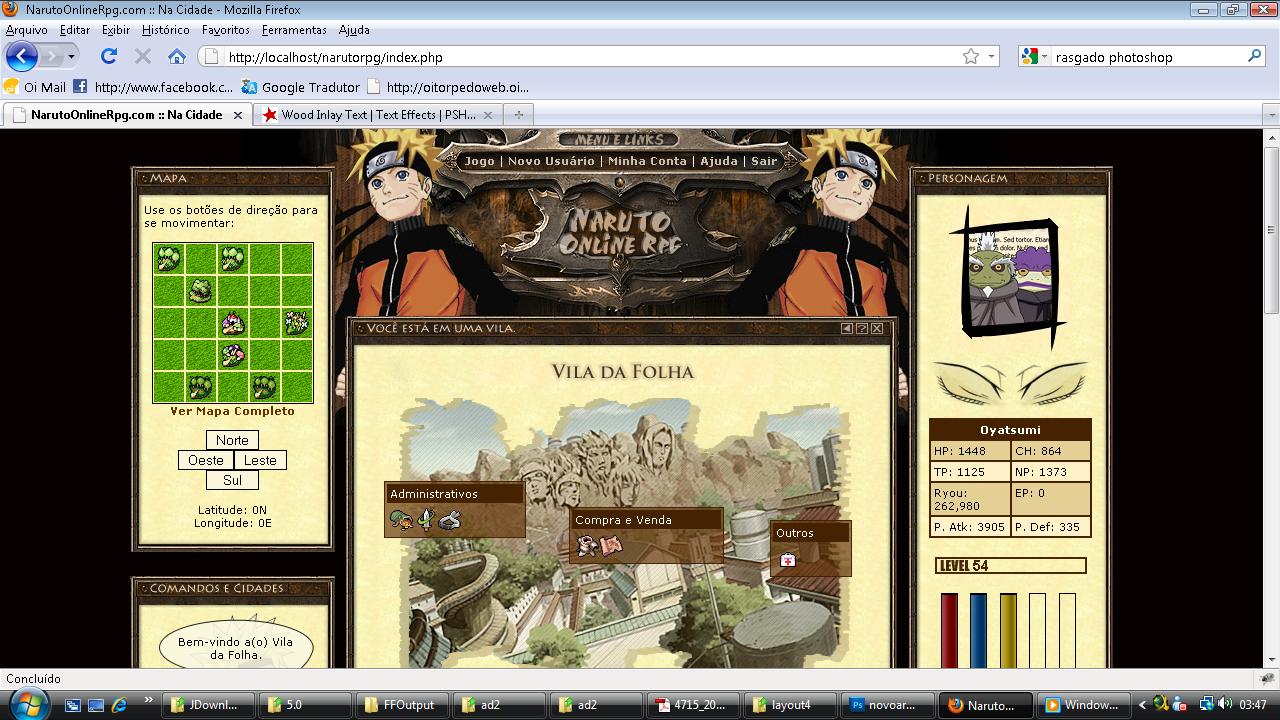 NarutoOnlineRpg.com :: Na Cidade - Mozilla Firefox
Arquivo Editar Exibir Histórico Favoritos Ferramentas Ajuda
http://localhost/narutorpg/index.php
rasgado photoshop
Oi Mail http://www.facebook.c... Google Tradutor http://oitorpedoweb.oi...
NarutoOnlineRpg.com :: Na Cidade Wood Inlay Text | Text Effects | PSH...
MENU E LINKS
Jogo | Novo Usuário | Minha Conta | Ajuda | Sair
NARUTO
ONLINE RPG
MAPA
Use os botões de direção para
se movimentar:
Ver Mapa Completo
Norte
Oeste Leste
Sul
Latitude: 0N
Longitude: 0E
COMANDOS E CIDADES
Bem-vindo a(o) Vila
da Folha.
VOCÊ ESTÁ EM UMA VILA.
VILA DA FOLHA
Administrativos
Compra e Venda
Outros
PERSONAGEM
Sed tortor. Etiam
dolor.
Oyatsumi
HP: 1448 CH: 864
TP: 1125 NP: 1373
Ryou:
262,980
EP: 0
P. Atk: 3905 P. Def: 335
LEVEL 54
Concluído
JDownl... 5.0 FFOutput ad2 ad2 4715_20... layout4 novoar... Naruto... Window... 03:47